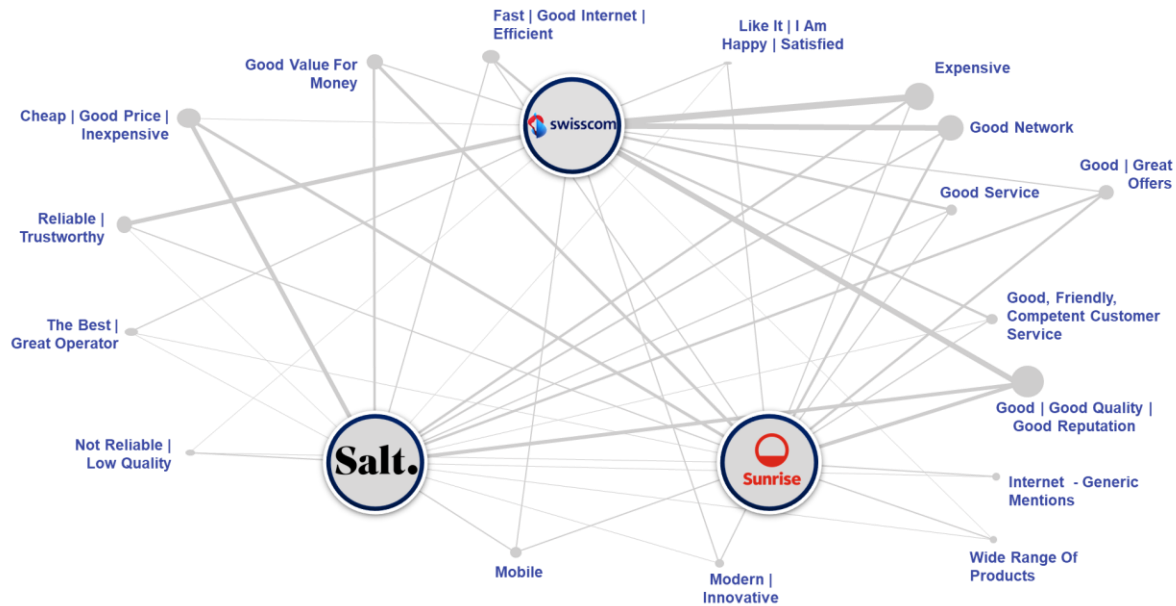 Fast | Good Internet |
Efficient
Like It | I Am
Happy | Satisfied
Good Value For
Money
Expensive
Cheap | Good Price |
Inexpensive
swisscom
Good Network
Good | Great
Offers
Good Service
Reliable |
Trustworthy
The Best |
Great Operator
Good, Friendly,
Competent Customer
Service
Good | Good Quality |
Good Reputation
Not Reliable |
Low Quality
Salt.
Sunrise
Internet - Generic
Mentions
Wide Range Of
Products
Mobile
Modern |
Innovative